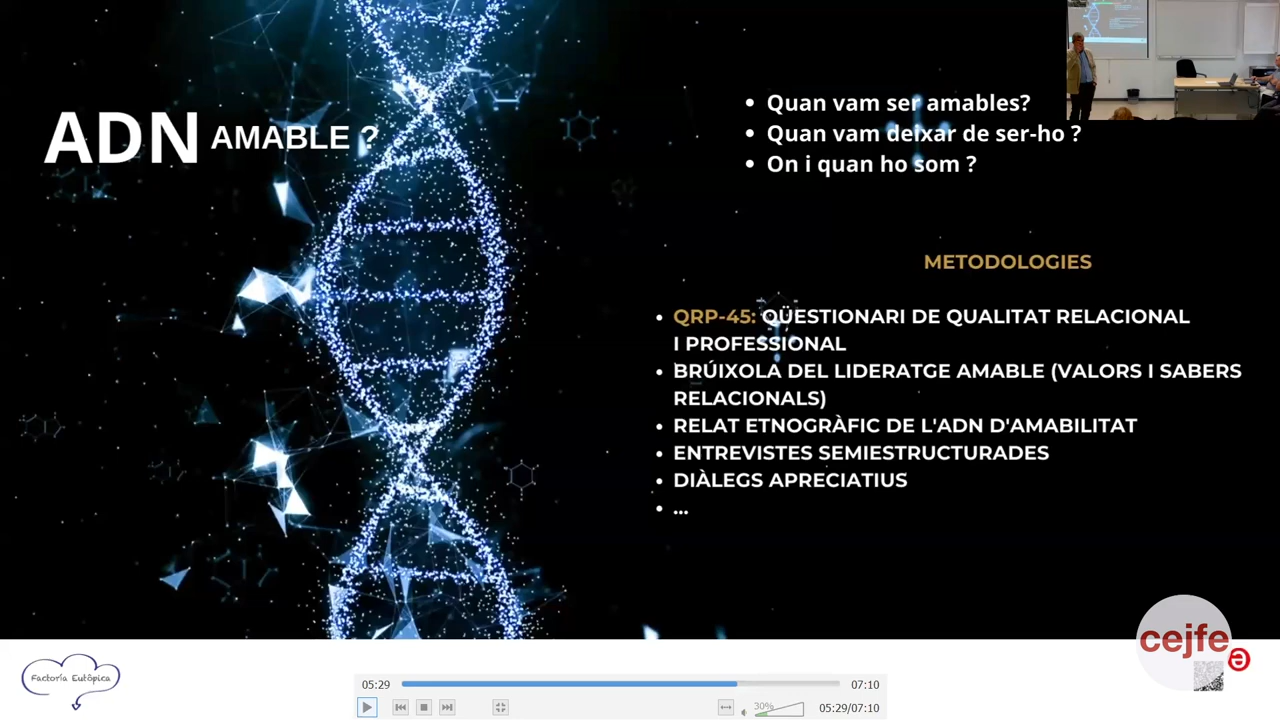 ADN AMABLE ?
• Quan vam ser amables?
• Quan vam deixar de ser-ho ?
• On i quan ho som ?
METODOLOGIES
• QRP-45: QÜESTIONARI DE QUALITAT RELACIONAL
I PROFESSIONAL
• BRÚIXOLA DEL LIDERATGE AMABLE (VALORS I SABERS
RELACIONALS)
• RELAT ETNOGRÀFIC DE L'ADN D'AMABILITAT
• ENTREVISTES SEMIESTRUCTURADES
• DIÀLEGS APRECIATIUS
• ...
cejfe
Factoría Eutópica
05:29
07:10
30%
05:29/07:10